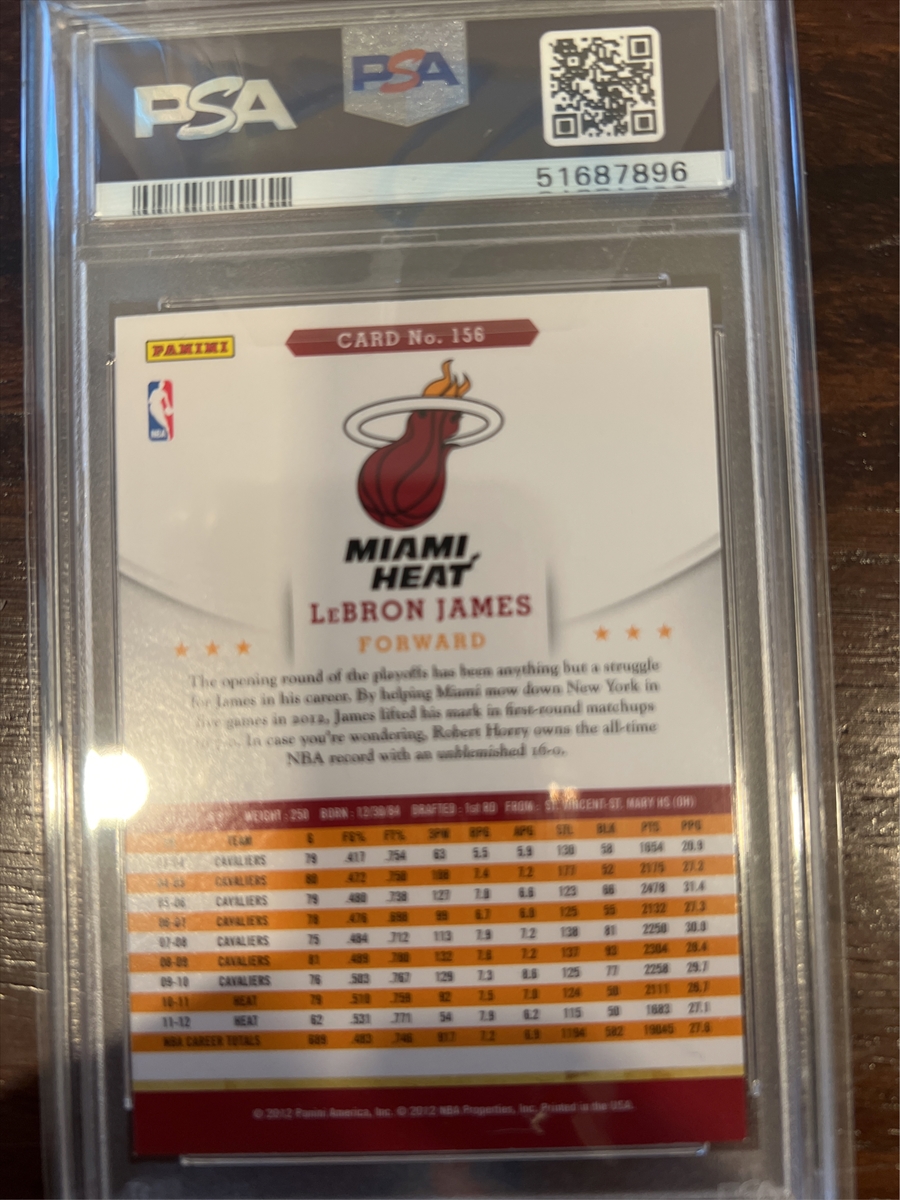 PSA PSA
51687896
PANINI
CARD No. 156
NBA
MIAMI
HEAT
LeBRON JAMES
FORWARD
The opening round of the playoffs has been anything but a struggle
for James in his career. By helping Miami mow down New York in
five games in 2012, James lifted his mark in first-round matchups
In case you're wondering, Robert Horry owns the all-time
NBA record with an unblemished 16-0.
WEIGHT: 250 BORN: 12/30/84 DRAFTED: 1st RD FROM: ST. VINCENT-ST. MARY HS (OH)
TEAM G FG% FT% 3PM RPG APG STL BLK PTS PPG
CAVALIERS 79 .417 .754 63 5.5 5.9 130 58 1654 20.9
CAVALIERS 80 .472 .750 108 7.4 7.2 177 52 2175 27.2
05-06 CAVALIERS 79 .480 .738 127 7.0 6.6 123 66 2478 31.4
06-07 CAVALIERS 78 .476 .698 99 6.7 6.0 125 55 2132 27.3
07-08 CAVALIERS 75 .484 .712 113 7.9 7.2 138 81 2250 30.0
08-09 CAVALIERS 81 .489 .780 132 7.6 7.2 137 93 2304 28.4
09-10 CAVALIERS 76 .503 .767 129 7.3 8.6 125 77 2258 29.7
10-11 HEAT 79 .510 .759 92 7.5 7.0 124 50 2111 26.7
11-12 HEAT 62 .531 .771 54 7.9 6.2 115 50 1683 27.1
NBA CAREER TOTALS 689 .483 .746 917 7.2 6.9 1194 582 19045 27.6
© 2012 Panini America, Inc. © 2012 NBA Properties, Inc. Printed in the USA.